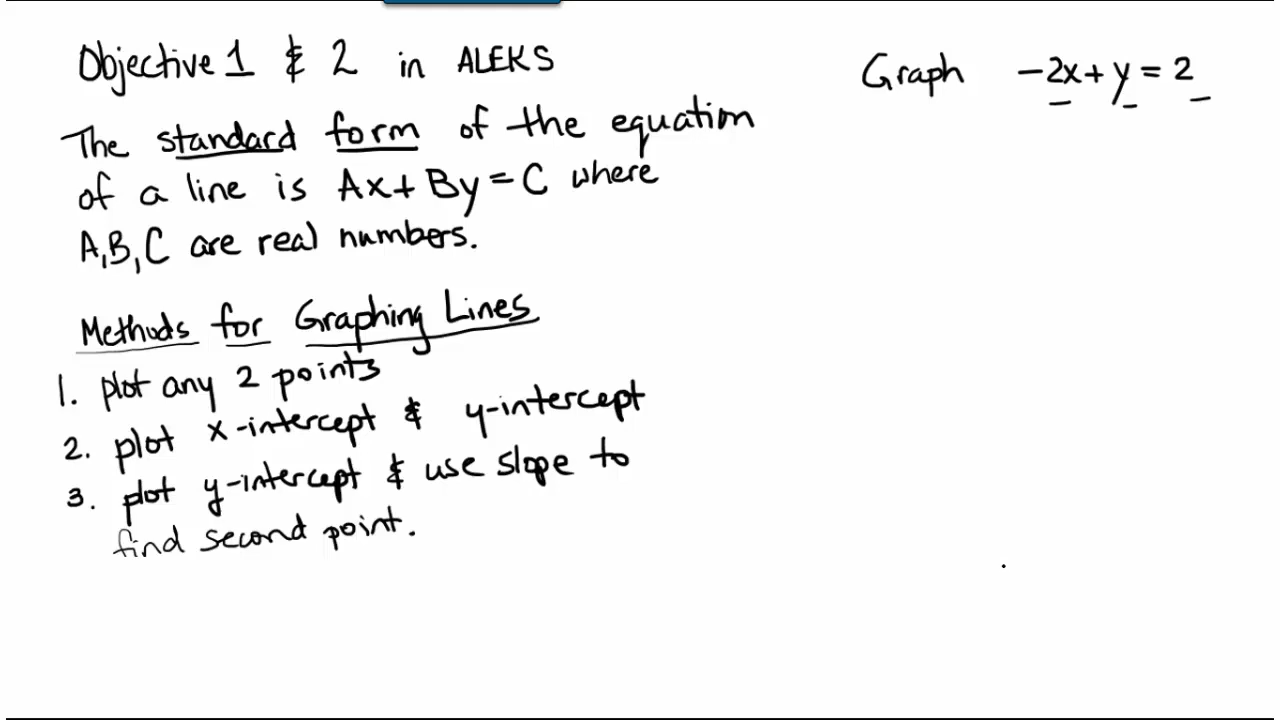 Objective 1 & 2 in ALEKS
The standard form of the equation
of a line is Ax + By = C where
A,B,C are real numbers.
Methods for Graphing Lines
1. plot any 2 points
2. plot x-intercept & y-intercept
3. plot y-intercept & use slope to
find second point.
Graph -2x + y = 2